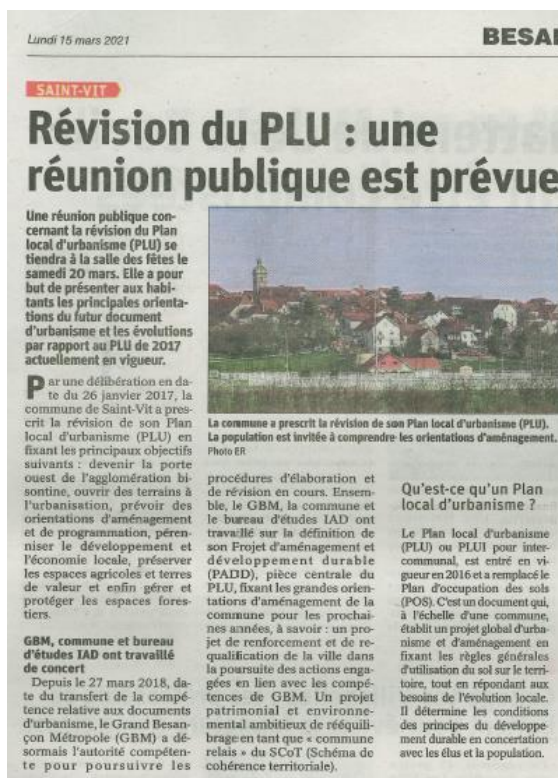 Lundi 15 mars 2021
BESA
SAINT-VIT
Révision du PLU : une
réunion publique est prévue
Une réunion publique con-
cernant la révision du Plan
local d'urbanisme (PLU) se
tiendra à la salle des fêtes le
samedi 20 mars. Elle a pour
but de présenter aux habi-
tants les principales orienta-
tions du futur document
d'urbanisme et les évolutions
par rapport au PLU de 2017
actuellement en vigueur.
Par une délibération en da-
te du 26 janvier 2017, la
commune de Saint-Vit a pres-
crit la révision de son Plan
local d'urbanisme (PLU) en
fixant les principaux objectifs
suivants : devenir la porte
ouest de l'agglomération bi-
sontine, ouvrir des terrains à
l'urbanisation, prévoir des
orientations d'aménagement
et de programmation, péren-
niser le développement et
l'économie locale, préserver
les espaces agricoles et terres
de valeur et enfin gérer et
protéger les espaces fores-
tiers.
GBM, commune et bureau
d'études IAD ont travaillé
de concert
Depuis le 27 mars 2018, da-
te du transfert de la compé-
tence relative aux documents
d'urbanisme, le Grand Besan-
çon Métropole (GBM) a dé-
sormais l'autorité compéten-
te pour poursuivre les
La commune a prescrit la révision de son Plan local d'urbanisme (PLU).
La population est invitée à comprendre les orientations d'aménagement.
Photo ER
procédures d'élaboration et
de révision en cours. Ensem-
ble, le GBM, la commune et
le bureau d'études IAD ont
travaillé sur la définition de
son Projet d'aménagement et
développement durable
(PADD), pièce centrale du
PLU, fixant les grandes orien-
tations d'aménagement de la
commune pour les prochai-
nes années, à savoir : un pro-
jet de renforcement et de re-
qualification de la ville dans
la poursuite des actions enga-
gées en lien avec les compé-
tences de GBM. Un projet
patrimonial et environne-
mental ambitieux de rééquili-
brage en tant que « commune
relais » du SCoT (Schéma de
cohérence territoriale).
Qu'est-ce qu'un Plan
local d'urbanisme ?
Le Plan local d'urbanisme
(PLU) ou PLUI pour inter-
communal, est entré en vi-
gueur en 2016 et a remplacé le
Plan d'occupation des sols
(POS). C'est un document qui,
à l'échelle d'une commune,
établit un projet global d'urba-
nisme et d'aménagement en
fixant les règles générales
d'utilisation du sol sur le terri-
toire, tout en répondant aux
besoins de l'évolution locale.
Il détermine les conditions
des principes du développe-
ment durable en concertation
avec les élus et la population.